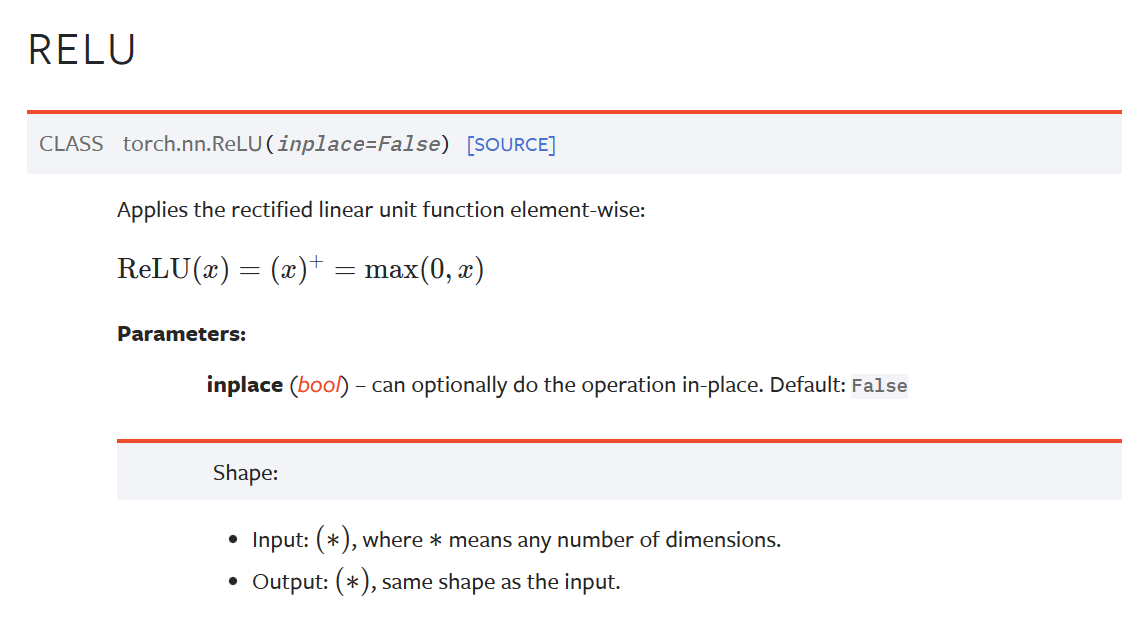 RELU
CLASS torch.nn.ReLU(inplace=False) [SOURCE]
Applies the rectified linear unit function element-wise:
ReLU(x) = (x)⁺ = max(0, x)
Parameters:
inplace (bool) – can optionally do the operation in-place. Default: False
Shape:
• Input: (∗), where ∗ means any number of dimensions.
• Output: (∗), same shape as the input.